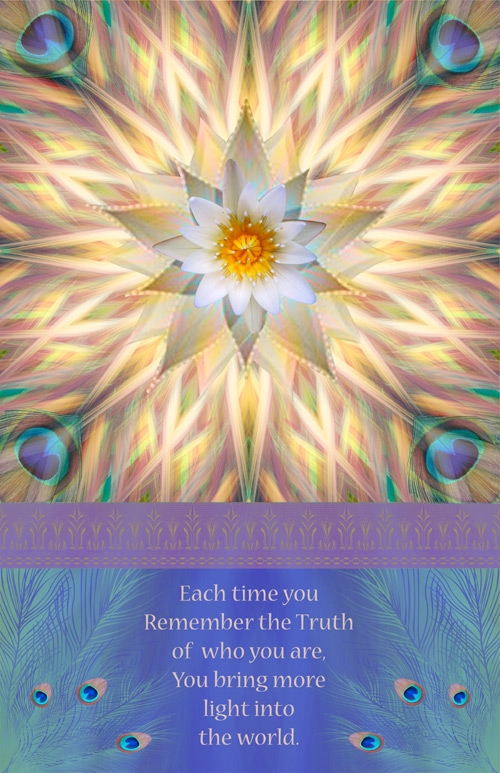 Each time you
Remember the Truth
of who you are,
You bring more
light into
the world.